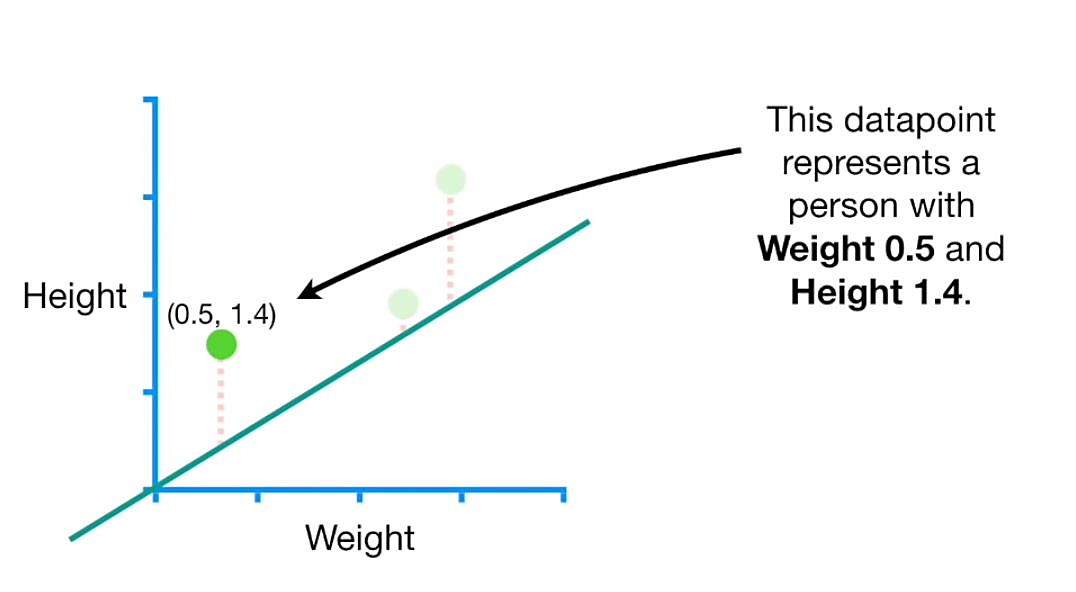 This datapoint
represents a
person with
Weight 0.5 and
Height 1.4.
Height
(0.5, 1.4)
Weight